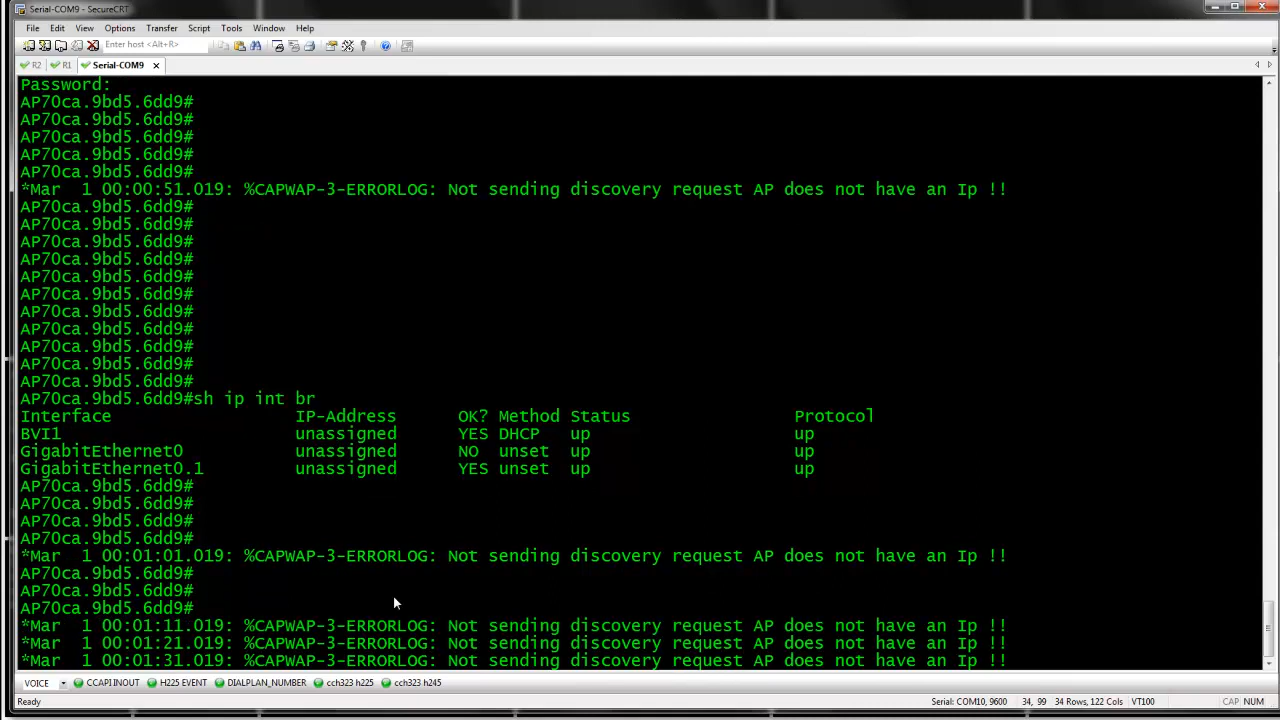 Serial-COM9 - SecureCRT
File Edit View Options Transfer Script Tools Window Help
Enter host <Alt+R>
R2 R1 Serial-COM9
Password:
AP70ca.9bd5.6dd9#
AP70ca.9bd5.6dd9#
AP70ca.9bd5.6dd9#
AP70ca.9bd5.6dd9#
AP70ca.9bd5.6dd9#
*Mar  1 00:00:51.019: %CAPWAP-3-ERRORLOG: Not sending discovery request AP does not have an Ip !!
AP70ca.9bd5.6dd9#
AP70ca.9bd5.6dd9#
AP70ca.9bd5.6dd9#
AP70ca.9bd5.6dd9#
AP70ca.9bd5.6dd9#
AP70ca.9bd5.6dd9#
AP70ca.9bd5.6dd9#
AP70ca.9bd5.6dd9#
AP70ca.9bd5.6dd9#
AP70ca.9bd5.6dd9#
AP70ca.9bd5.6dd9#
AP70ca.9bd5.6dd9#sh ip int br
Interface IP-Address OK? Method Status Protocol
BVI1 unassigned YES DHCP up up
GigabitEthernet0 unassigned NO unset up up
GigabitEthernet0.1 unassigned YES unset up up
AP70ca.9bd5.6dd9#
AP70ca.9bd5.6dd9#
AP70ca.9bd5.6dd9#
AP70ca.9bd5.6dd9#
*Mar  1 00:01:01.019: %CAPWAP-3-ERRORLOG: Not sending discovery request AP does not have an Ip !!
AP70ca.9bd5.6dd9#
AP70ca.9bd5.6dd9#
AP70ca.9bd5.6dd9#
*Mar  1 00:01:11.019: %CAPWAP-3-ERRORLOG: Not sending discovery request AP does not have an Ip !!
*Mar  1 00:01:21.019: %CAPWAP-3-ERRORLOG: Not sending discovery request AP does not have an Ip !!
*Mar  1 00:01:31.019: %CAPWAP-3-ERRORLOG: Not sending discovery request AP does not have an Ip !!
VOICE CCAPI INOUT H225 EVENT DIALPLAN_NUMBER cch323 h225 cch323 h245
Ready Serial: COM10, 9600 34, 99 34 Rows, 122 Cols VT100 CAP NUM